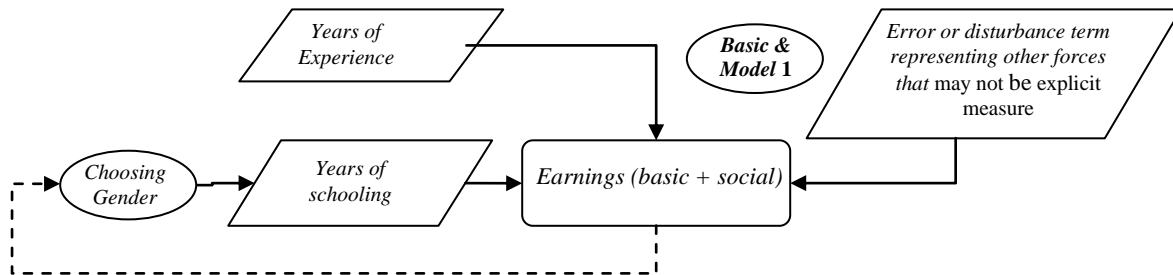 Years of
Experience
Basic &
Model 1
Error or disturbance term
representing other forces
that may not be explicit
measure
Choosing
Gender
Years of
schooling
Earnings (basic + social)